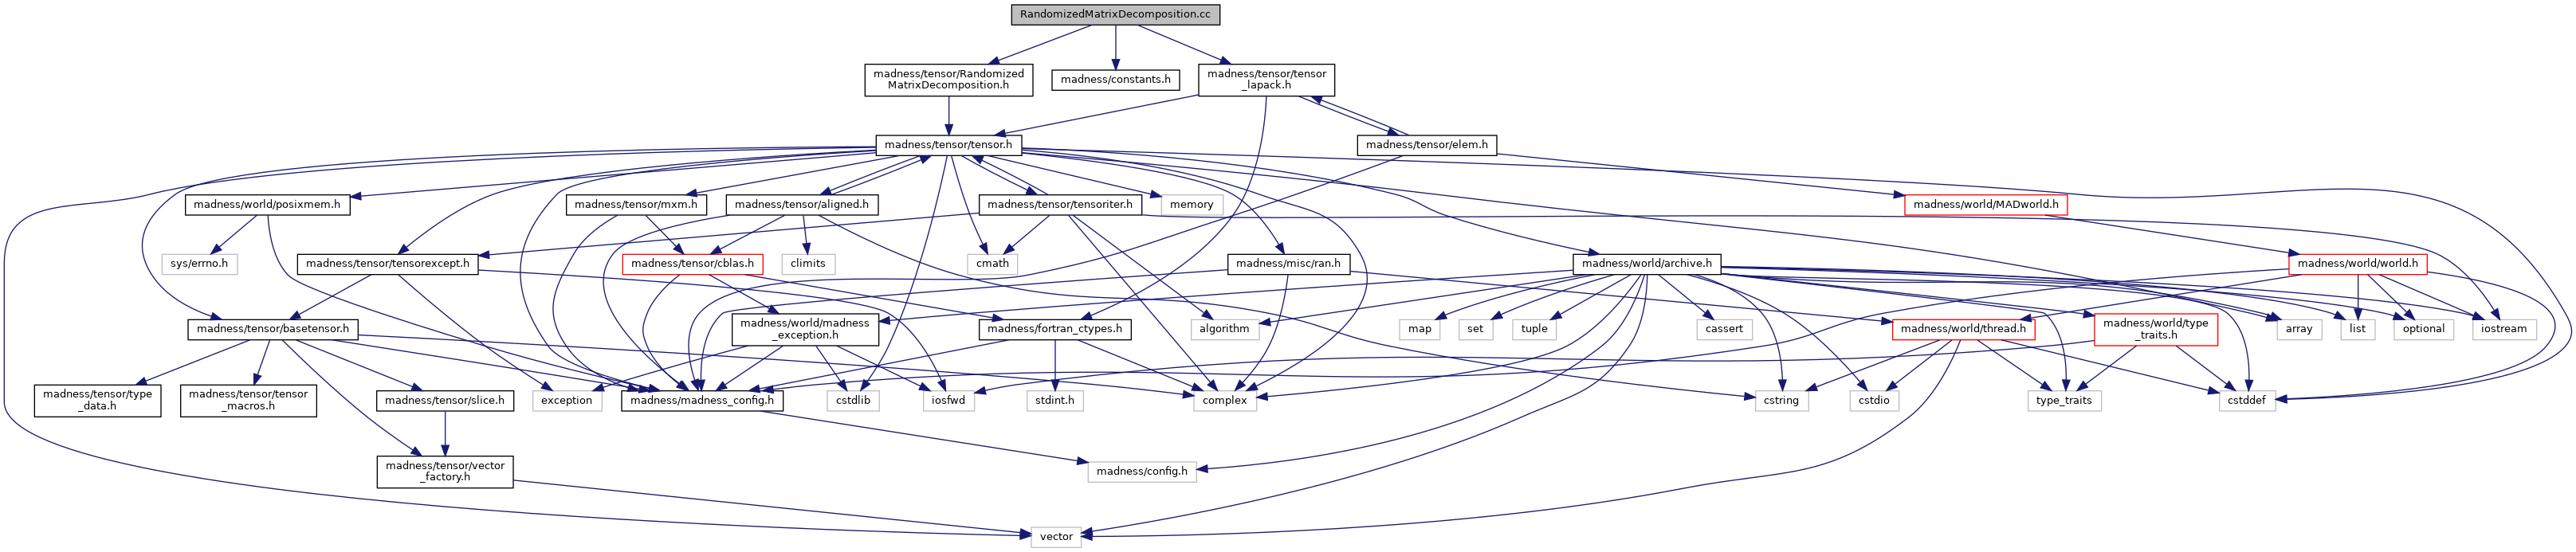 RandomizedMatrixDecomposition.cc
madness/tensor/Randomized
MatrixDecomposition.h
madness/constants.h
madness/tensor/tensor
_lapack.h
madness/tensor/tensor.h
madness/tensor/elem.h
madness/world/posixmem.h
madness/tensor/mxm.h
madness/tensor/aligned.h
madness/tensor/tensoriter.h
memory
madness/world/MADworld.h
sys/errno.h
madness/tensor/tensorexcept.h
madness/tensor/cblas.h
climits
cmath
madness/misc/ran.h
madness/world/archive.h
madness/world/world.h
madness/tensor/basetensor.h
madness/world/madness
_exception.h
madness/fortran_ctypes.h
algorithm
map
set
tuple
cassert
madness/world/thread.h
madness/world/type
_traits.h
array
list
optional
iostream
madness/tensor/type
_data.h
madness/tensor/tensor
_macros.h
madness/tensor/slice.h
exception
madness/madness_config.h
cstdlib
iosfwd
stdint.h
complex
cstring
cstdio
type_traits
cstddef
madness/tensor/vector
_factory.h
madness/config.h
vector